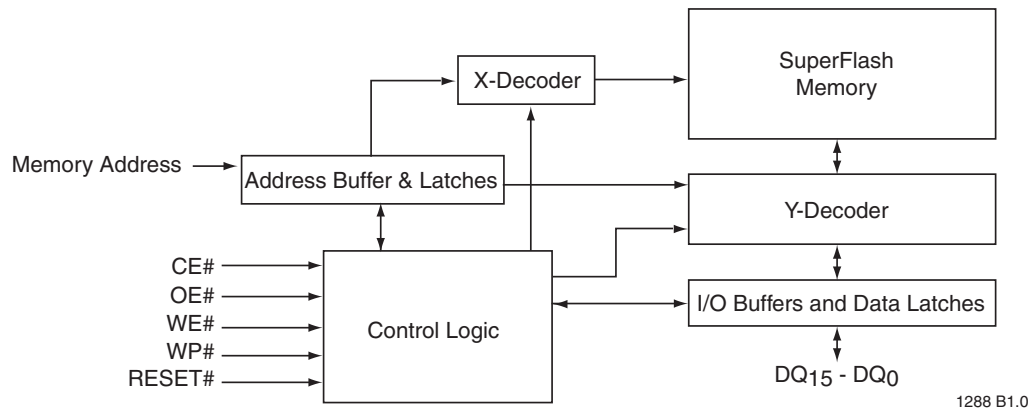 SuperFlash
Memory
X-Decoder
Memory Address
Address Buffer & Latches
Y-Decoder
CE#
OE#
WE#
WP#
RESET#
Control Logic
I/O Buffers and Data Latches
DQ15 - DQ0
1288 B1.0